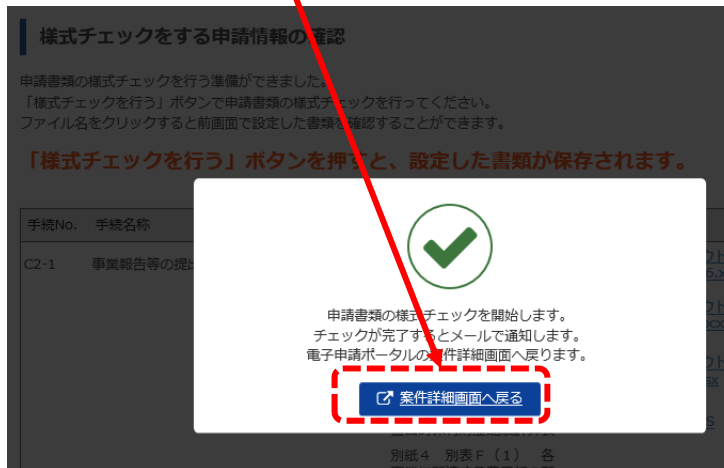 様式チェックをする申請情報の確認
申請書類の様式チェックを行う準備ができました。
「様式チェックを行う」ボタンで申請書類の様式チェックを行ってください。
ファイル名をクリックすると前画面で設定した書類を確認することができます。
「様式チェックを行う」ボタンを押すと、設定した書類が保存されます。
手続No. 手続名称
C2-1 事業報告等の提出
申請書類の様式チェックを開始します。
チェックが完了するとメールで通知します。
電子申請ポータルの案件詳細画面へ戻ります。
案件詳細画面へ戻る
別紙4 別表F(1) 各